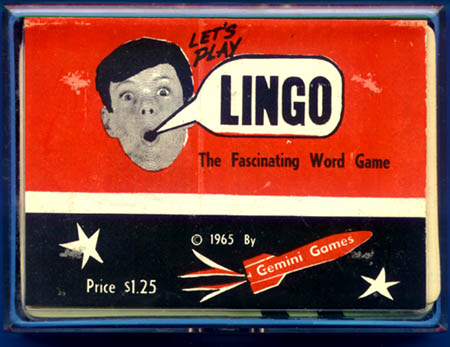 LET'S
PLAY
LINGO
The Fascinating Word Game
© 1965 By
Gemini Games
Price $1.25